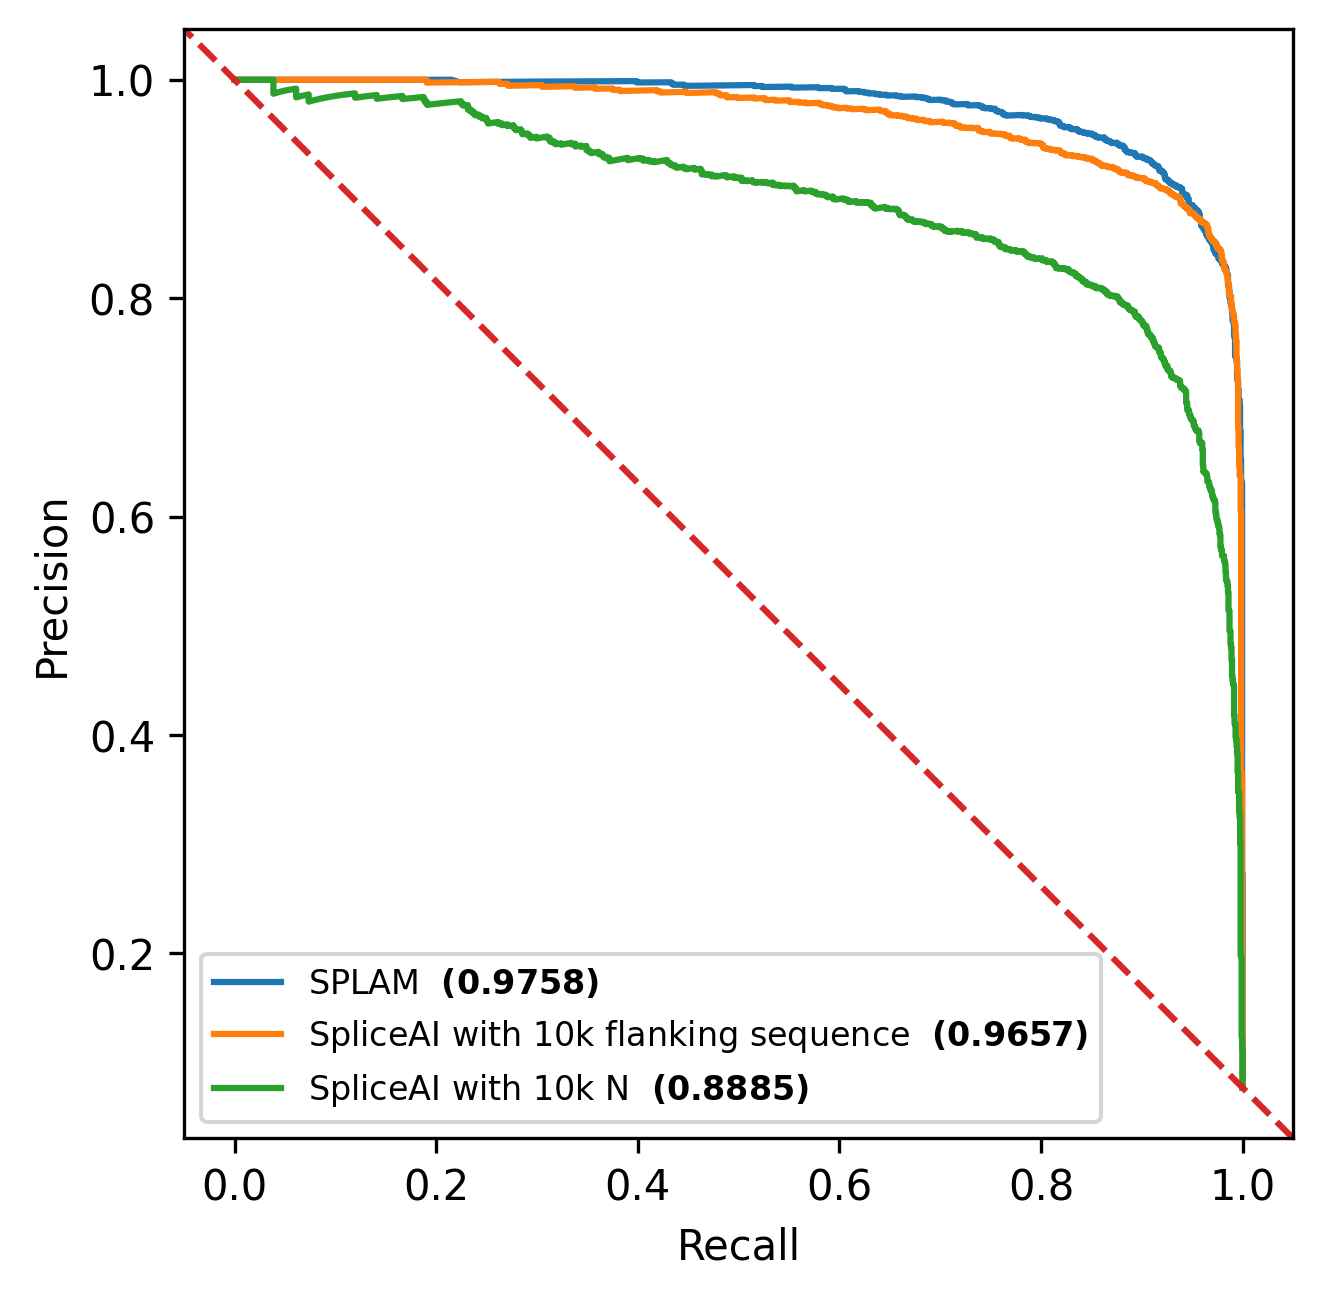 1.0
0.8
0.6
0.4
0.2
Precision
SPLAM (0.9758)
SpliceAI with 10k flanking sequence (0.9657)
SpliceAI with 10k N (0.8885)
0.0 0.2 0.4 0.6 0.8 1.0
Recall